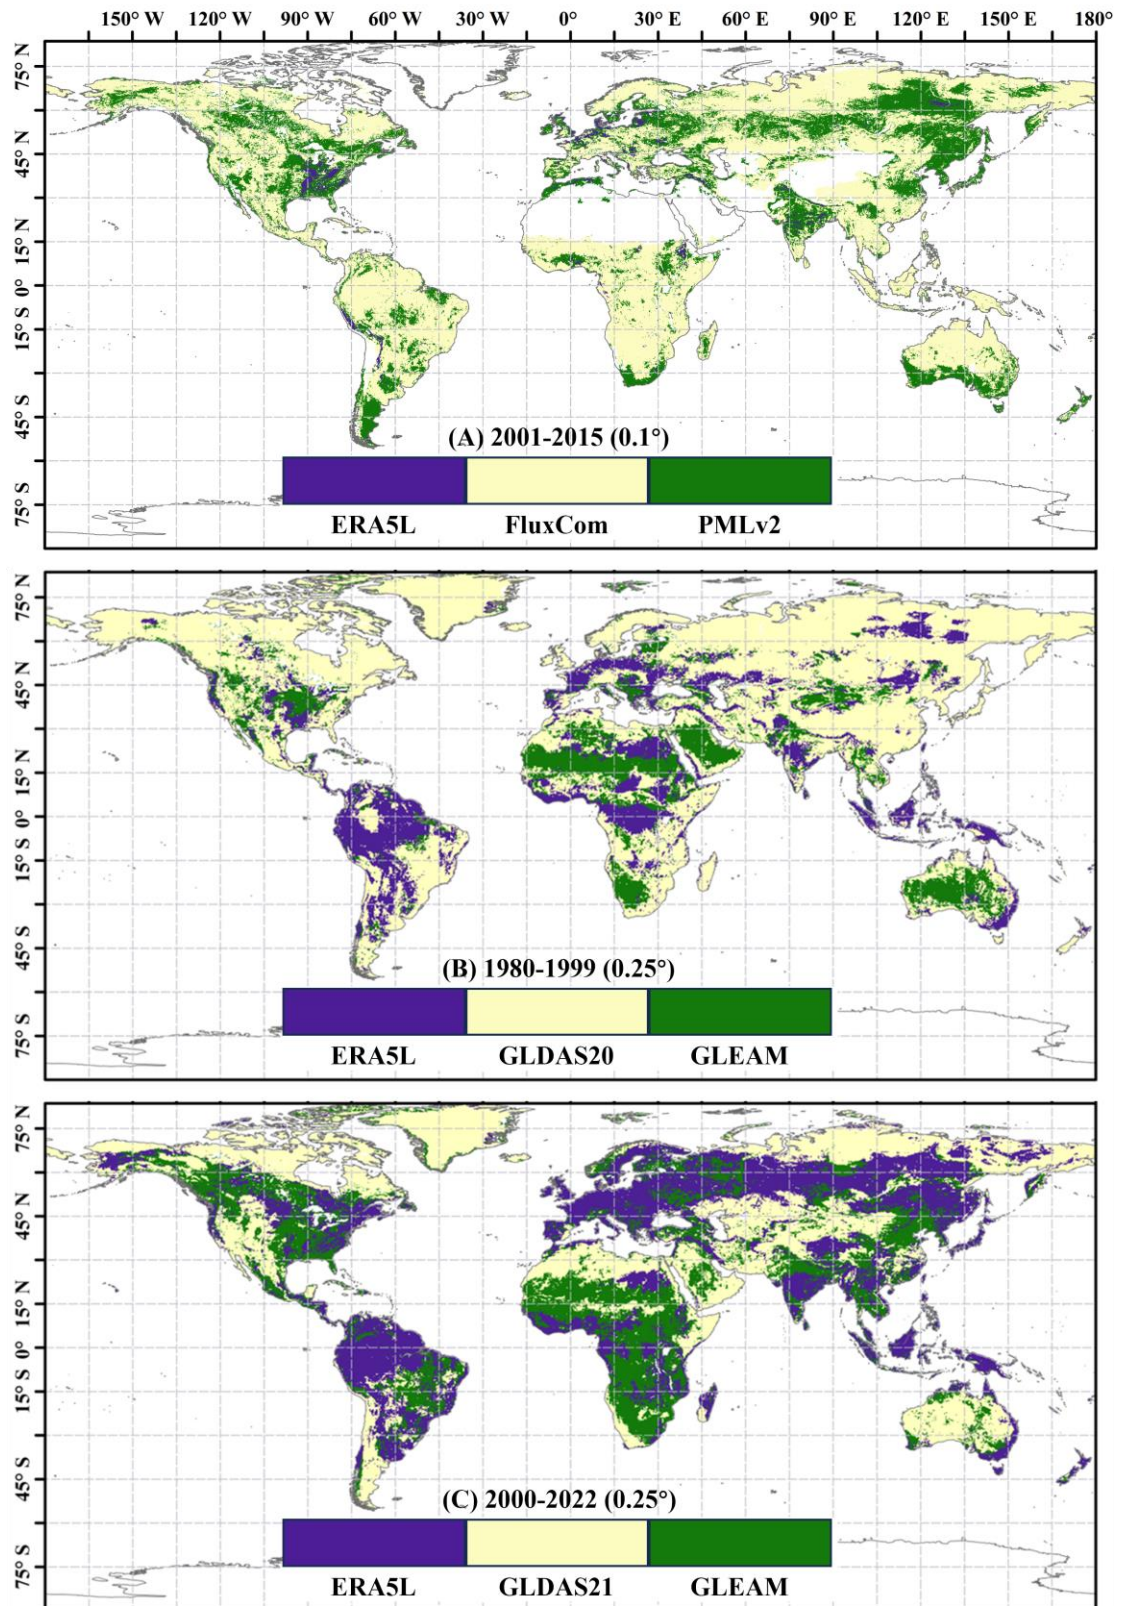 150° W 120° W 90° W 60° W 30° W 0° 30° E 60° E 90° E 120° E 150° E 180°
75° N
45° N
15° N
0°
15° S
45° S
75° S
(A) 2001-2015 (0.1°)
ERA5L FluxCom PMLv2
75° N
45° N
15° N
0°
15° S
45° S
75° S
(B) 1980-1999 (0.25°)
ERA5L GLDAS20 GLEAM
75° N
45° N
15° N
0°
15° S
45° S
75° S
(C) 2000-2022 (0.25°)
ERA5L GLDAS21 GLEAM